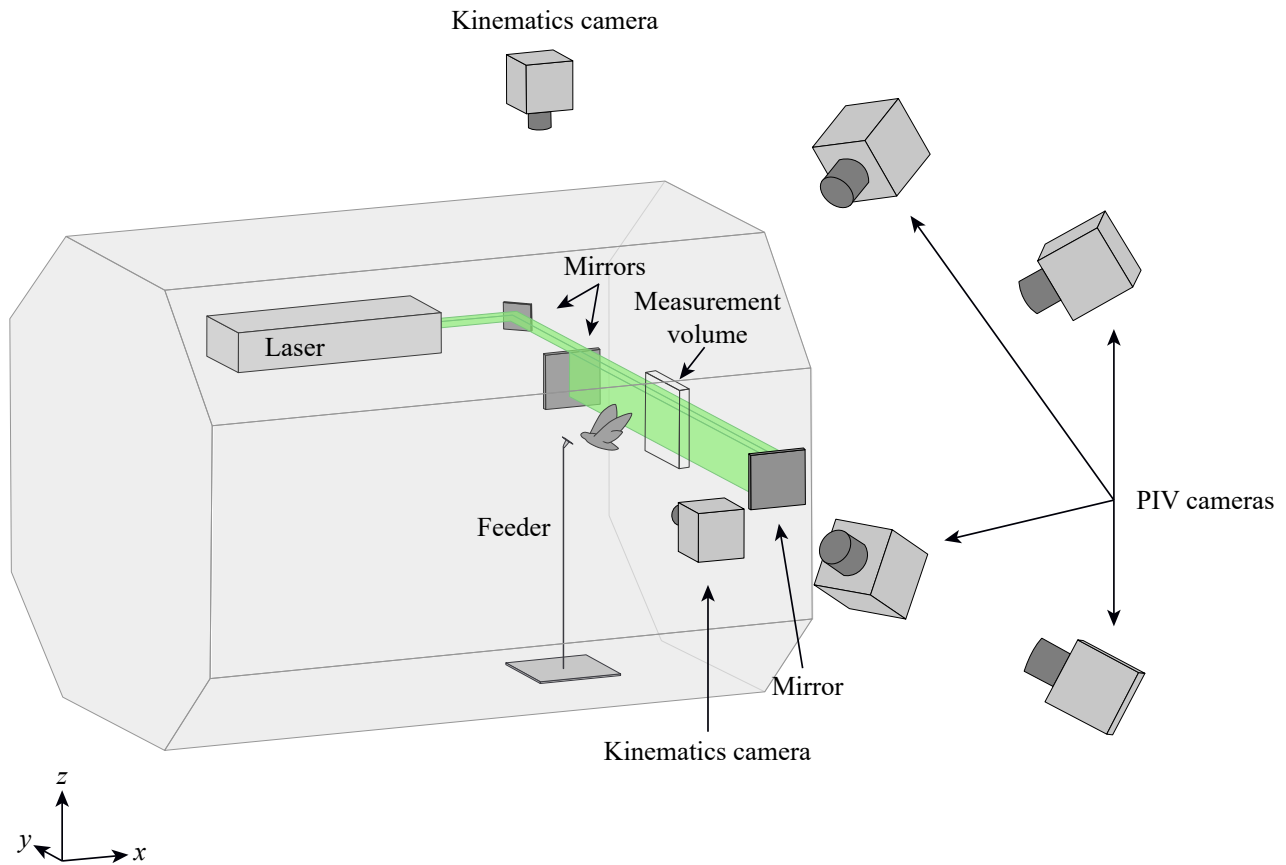 Kinematics camera
Mirrors
Measurement
volume
Laser
PIV cameras
Feeder
Mirror
Kinematics camera
z
y
x